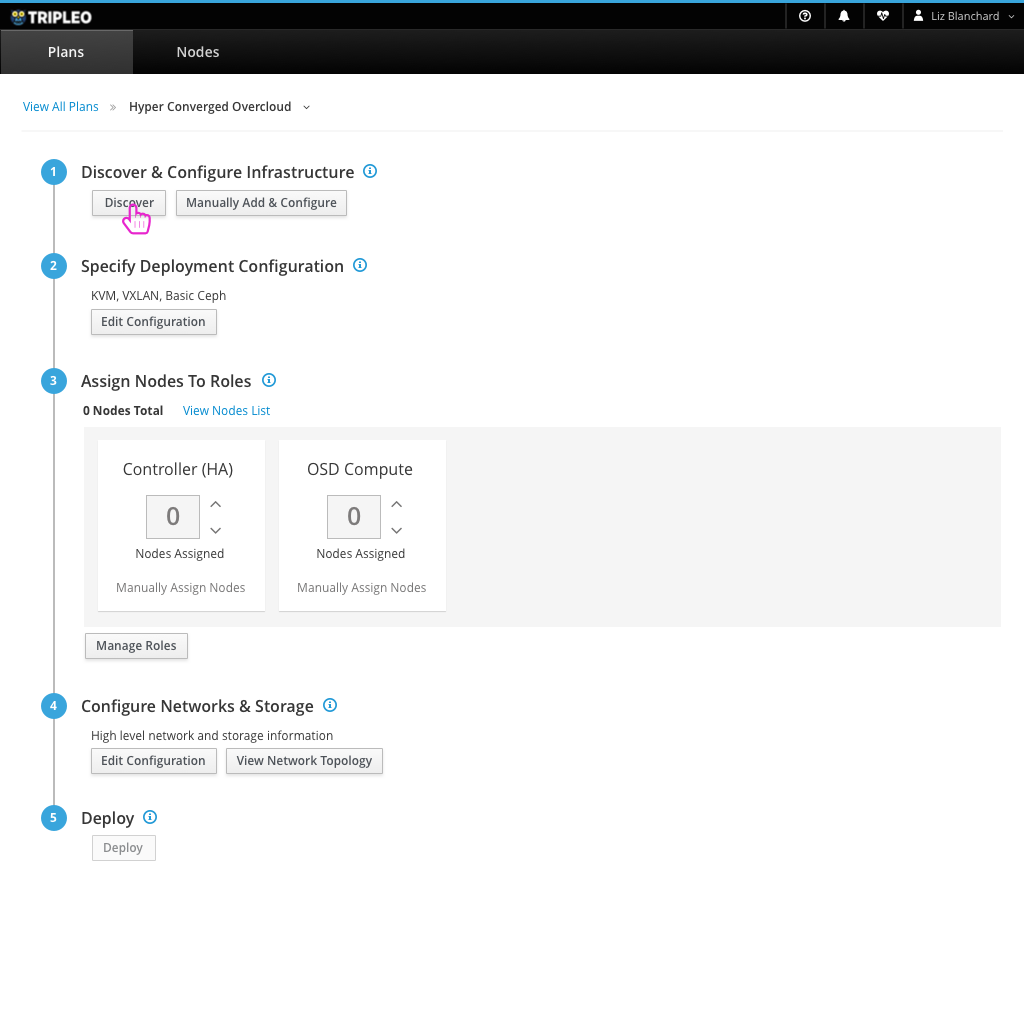 TRIPLEO
Liz Blanchard
Plans
Nodes
View All Plans » Hyper Converged Overcloud
1 Discover & Configure Infrastructure
Discover
Manually Add & Configure
2 Specify Deployment Configuration
KVM, VXLAN, Basic Ceph
Edit Configuration
3 Assign Nodes To Roles
0 Nodes Total
View Nodes List
Controller (HA)
0
Nodes Assigned
Manually Assign Nodes
OSD Compute
0
Nodes Assigned
Manually Assign Nodes
Manage Roles
4 Configure Networks & Storage
High level network and storage information
Edit Configuration
View Network Topology
5 Deploy
Deploy